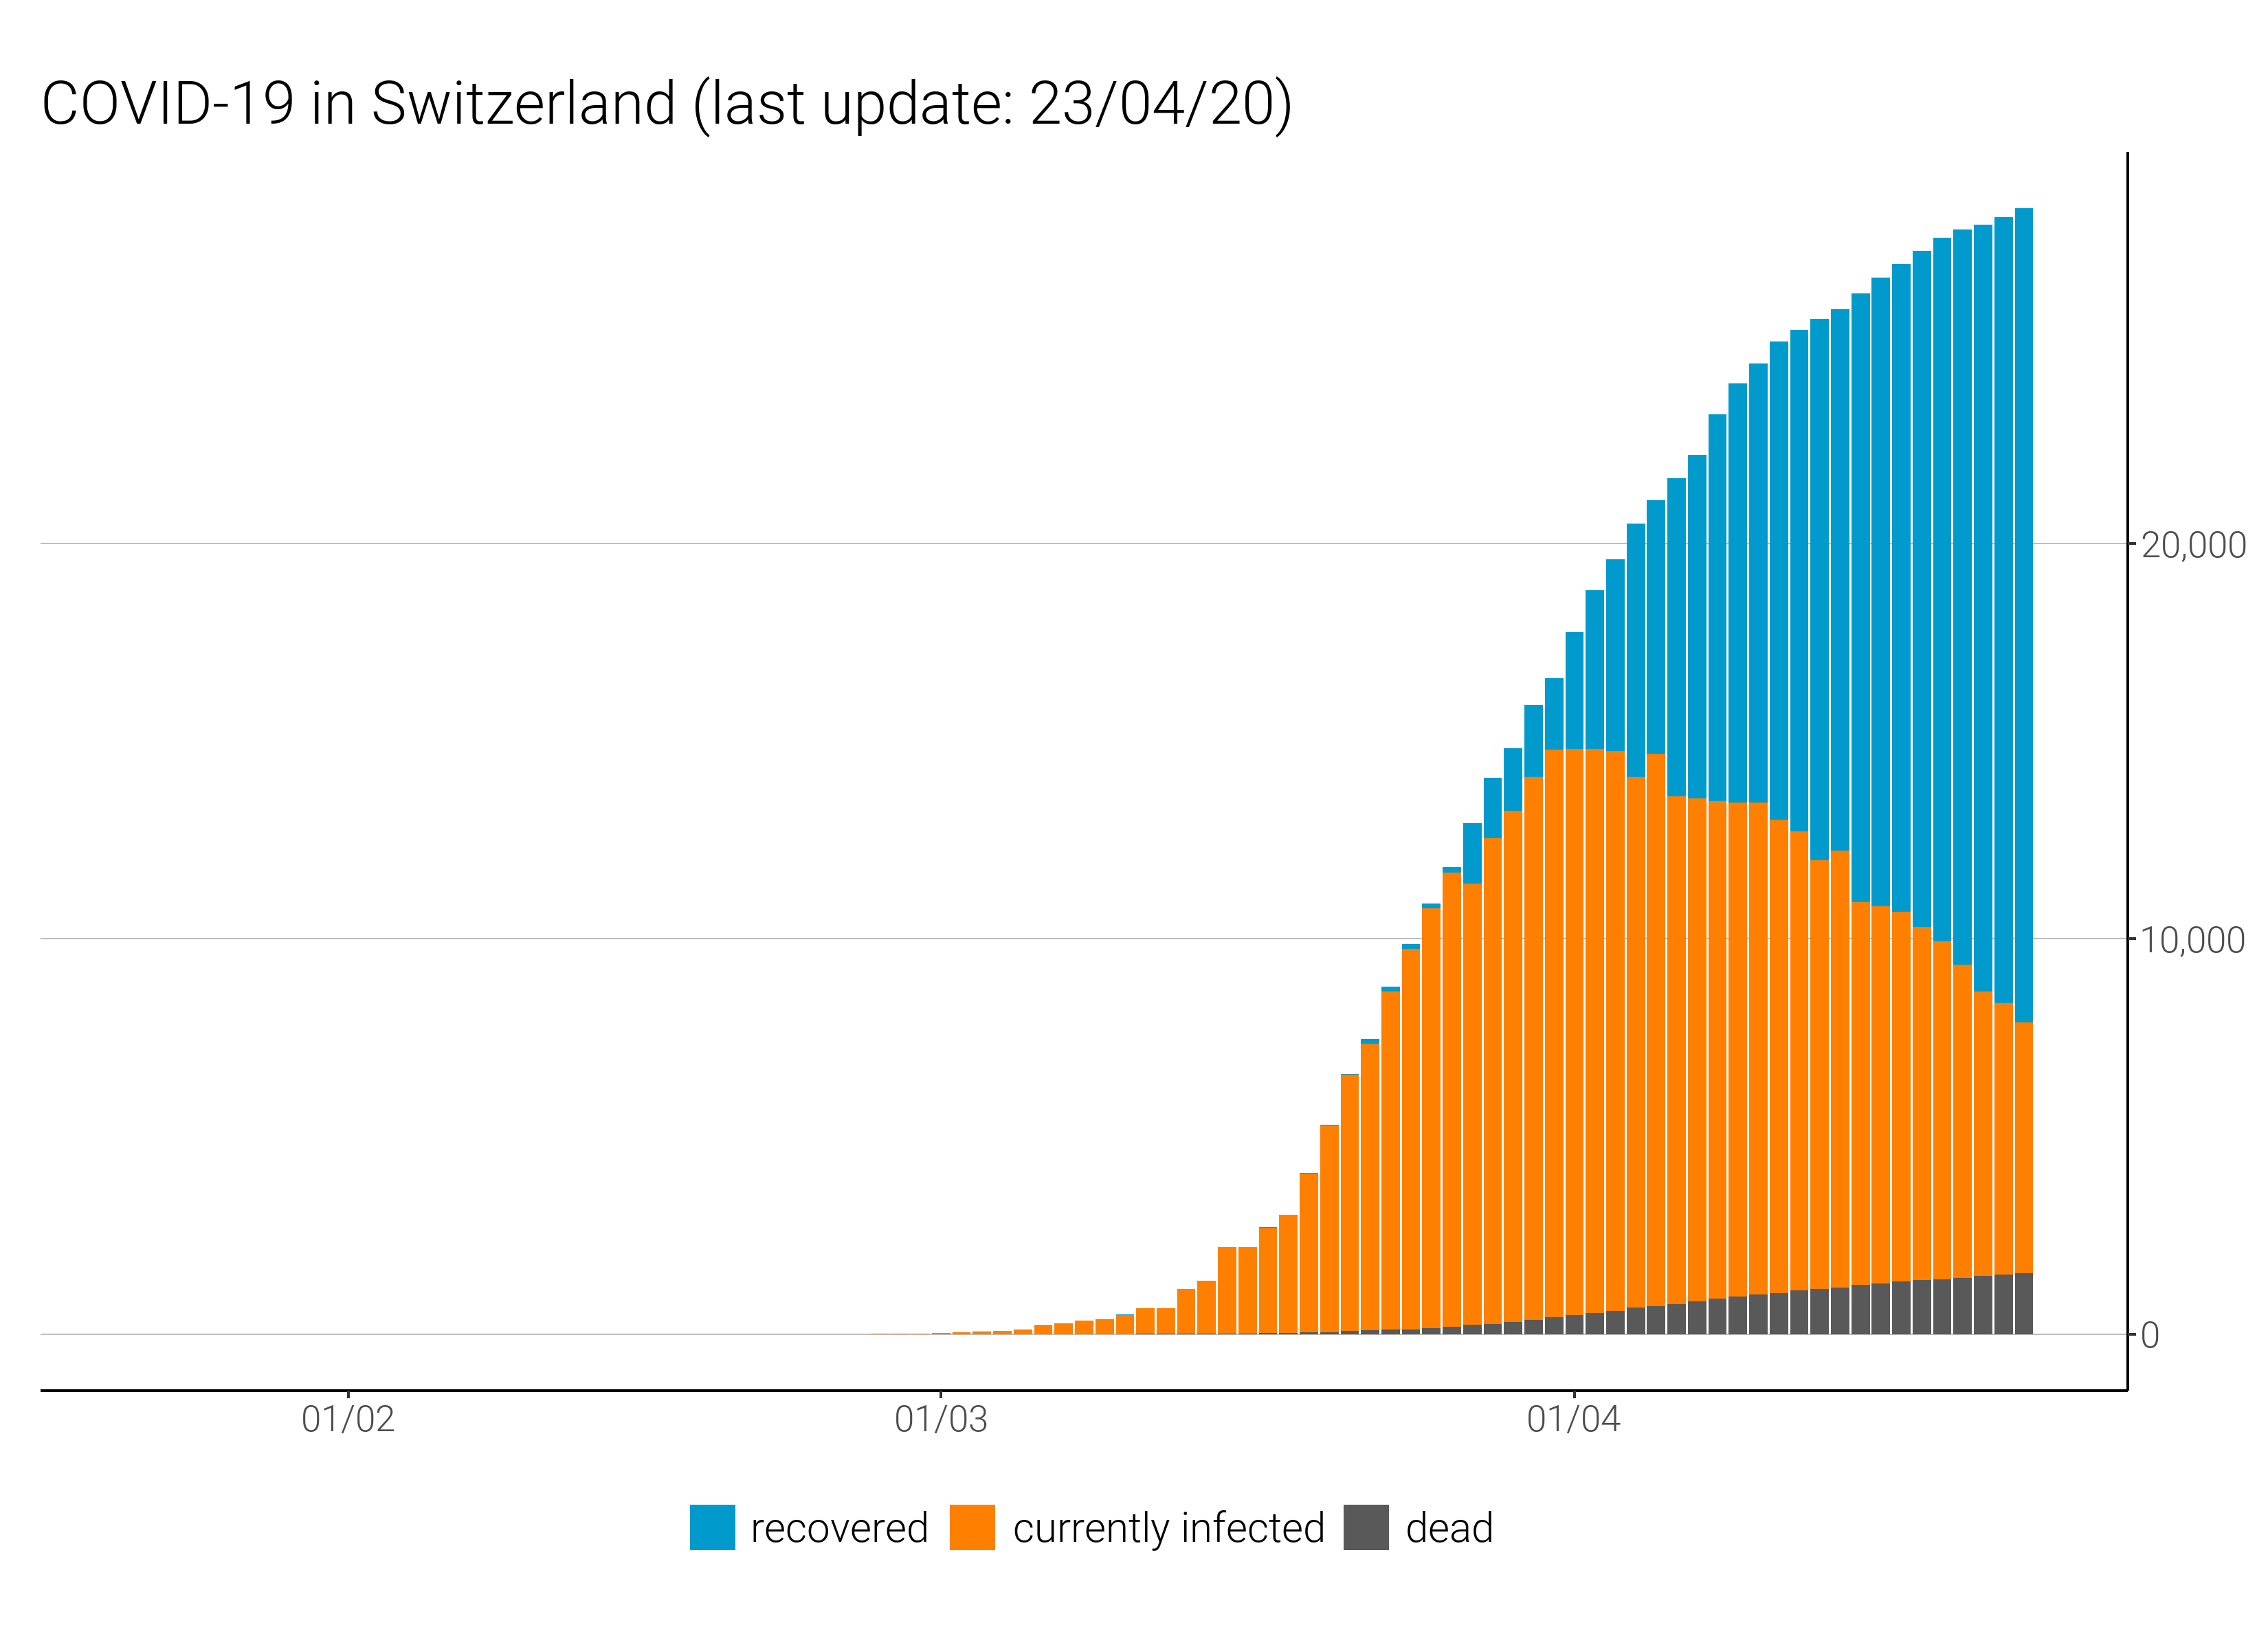 COVID-19 in Switzerland (last update: 23/04/20)
20,000
10,000
0
01/02 01/03 01/04
recovered currently infected dead